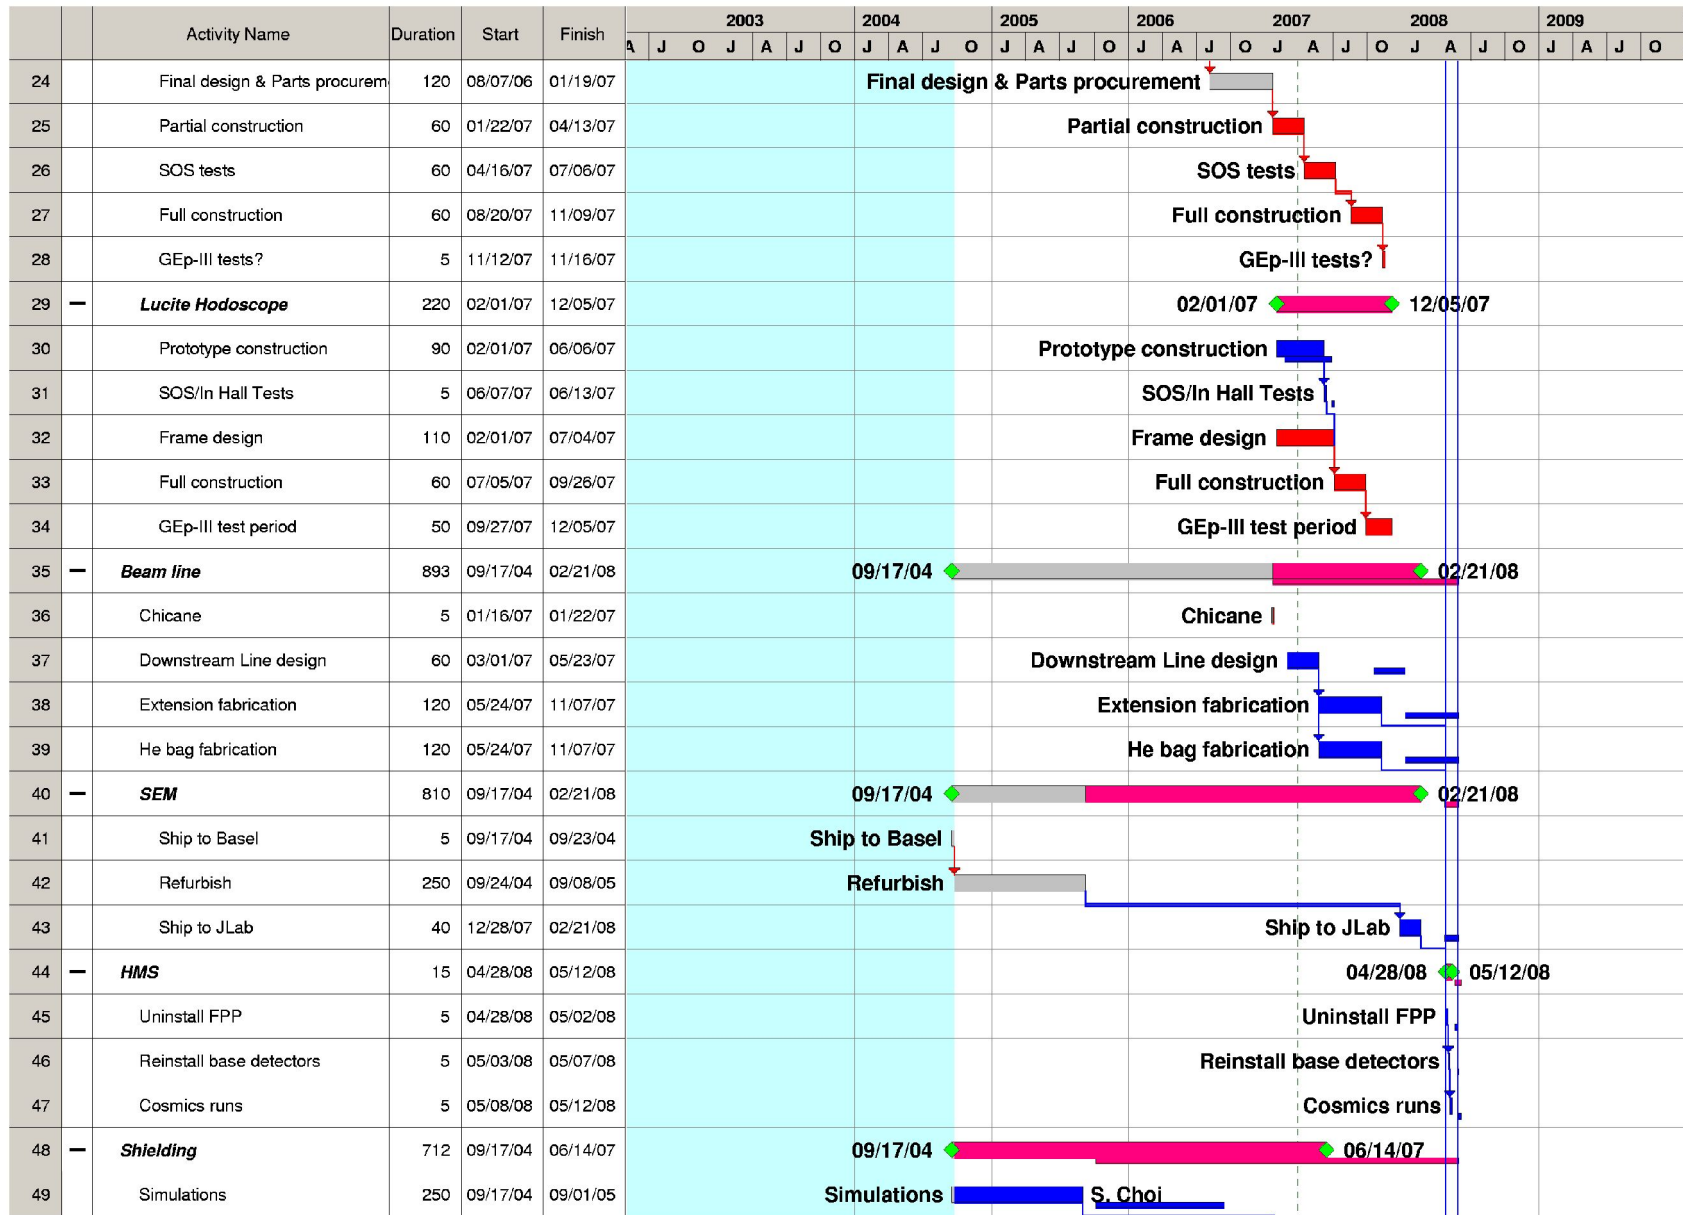 2003 2004 2005 2006 2007 2008 2009
Activity Name Duration Start Finish A J O J A J O J A J O J A J O J A J O J A J O J A J O J A J O
24 Final design & Parts procurem 120 08/07/06 01/19/07 Final design & Parts procurement
25 Partial construction 60 01/22/07 04/13/07 Partial construction
26 SOS tests 60 04/16/07 07/06/07 SOS tests
27 Full construction 60 08/20/07 11/09/07 Full construction
28 GEp-III tests? 5 11/12/07 11/16/07 GEp-III tests?
29 Lucite Hodoscope 220 02/01/07 12/05/07 02/01/07 12/05/07
30 Prototype construction 90 02/01/07 06/06/07 Prototype construction
31 SOS/In Hall Tests 5 06/07/07 06/13/07 SOS/In Hall Tests
32 Frame design 110 02/01/07 07/04/07 Frame design
33 Full construction 60 07/05/07 09/26/07 Full construction
34 GEp-III test period 50 09/27/07 12/05/07 GEp-III test period
35 Beam line 893 09/17/04 02/21/08 09/17/04 02/21/08
36 Chicane 5 01/16/07 01/22/07 Chicane
37 Downstream Line design 60 03/01/07 05/23/07 Downstream Line design
38 Extension fabrication 120 05/24/07 11/07/07 Extension fabrication
39 He bag fabrication 120 05/24/07 11/07/07 He bag fabrication
40 SEM 810 09/17/04 02/21/08 09/17/04 02/21/08
41 Ship to Basel 5 09/17/04 09/23/04 Ship to Basel
42 Refurbish 250 09/24/04 09/08/05 Refurbish
43 Ship to JLab 40 12/28/07 02/21/08 Ship to JLab
44 HMS 15 04/28/08 05/12/08 04/28/08 05/12/08
45 Uninstall FPP 5 04/28/08 05/02/08 Uninstall FPP
46 Reinstall base detectors 5 05/03/08 05/07/08 Reinstall base detectors
47 Cosmics runs 5 05/08/08 05/12/08 Cosmics runs
48 Shielding 712 09/17/04 06/14/07 09/17/04 06/14/07
49 Simulations 250 09/17/04 09/01/05 Simulations S. Choi